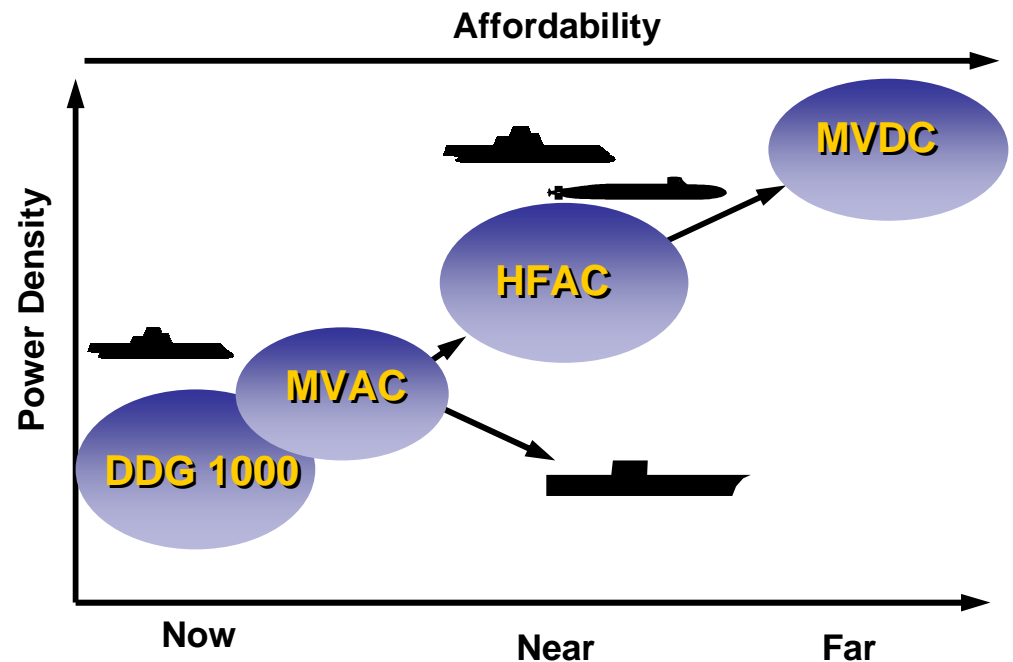 Affordability
MVDC
Power Density
HFAC
MVAC
DDG 1000
Now
Near
Far